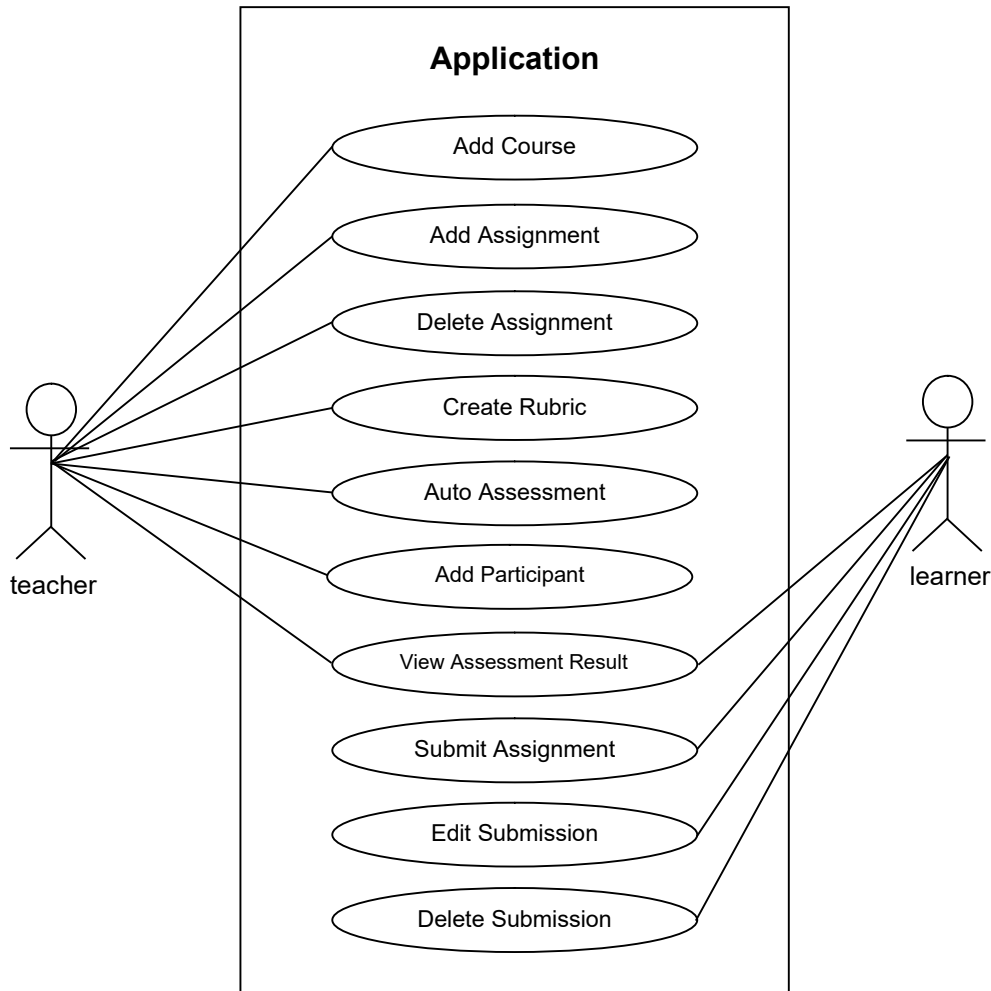 Application
Add Course
Add Assignment
Delete Assignment
Create Rubric
Auto Assessment
Add Participant
teacher
learner
View Assessment Result
Submit Assignment
Edit Submission
Delete Submission